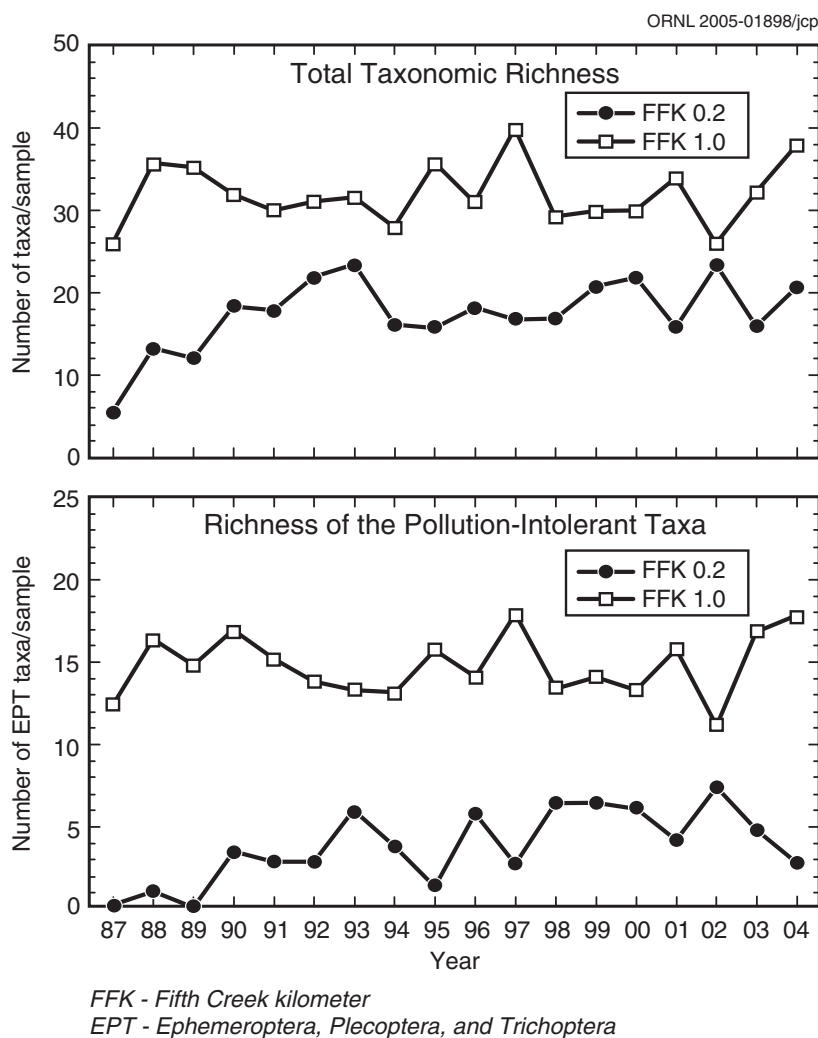 ORNL 2005-01898/jcp
Total Taxonomic Richness
FFK 0.2
FFK 1.0
Number of taxa/sample
50
40
30
20
10
0
Richness of the Pollution-Intolerant Taxa
FFK 0.2
FFK 1.0
Number of EPT taxa/sample
25
20
15
10
5
0
87 88 89 90 91 92 93 94 95 96 97 98 99 00 01 02 03 04
Year
FFK - Fifth Creek kilometer
EPT - Ephemeroptera, Plecoptera, and Trichoptera